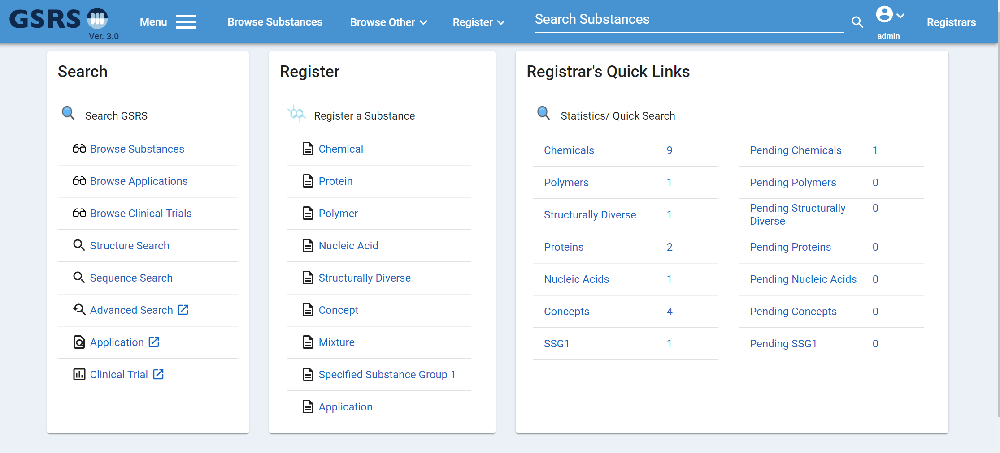 GSRS
Ver. 3.0
Menu
Browse Substances
Browse Other
Register
Search Substances
admin
Registrars
Search
Search GSRS
Browse Substances
Browse Applications
Browse Clinical Trials
Structure Search
Sequence Search
Advanced Search
Application
Clinical Trial
Register
Register a Substance
Chemical
Protein
Polymer
Nucleic Acid
Structurally Diverse
Concept
Mixture
Specified Substance Group 1
Application
Registrar's Quick Links
Statistics/ Quick Search
Chemicals 9
Polymers 1
Structurally Diverse 1
Proteins 2
Nucleic Acids 1
Concepts 4
SSG1 1
Pending Chemicals 1
Pending Polymers 0
Pending Structurally 0
Diverse
Pending Proteins 0
Pending Nucleic Acids 0
Pending Concepts 0
Pending SSG1 0